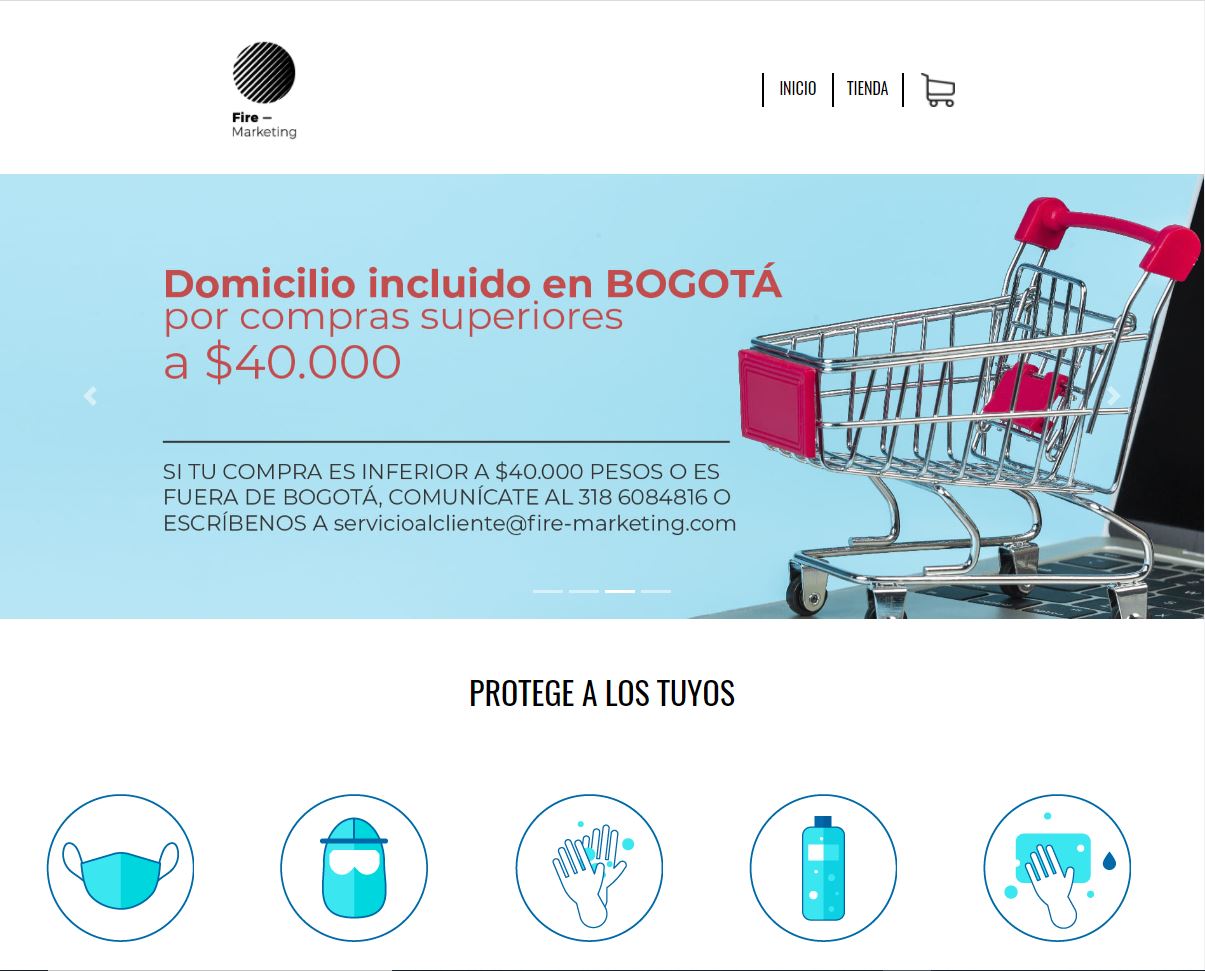 Fire –
Marketing
INICIO
TIENDA
Domicilio incluido en BOGOTÁ
por compras superiores
a $40.000
SI TU COMPRA ES INFERIOR A $40.000 PESOS O ES
FUERA DE BOGOTÁ, COMUNÍCATE AL 318 6084816 O
ESCRÍBENOS A servicioalcliente@fire-marketing.com
PROTEGE A LOS TUYOS